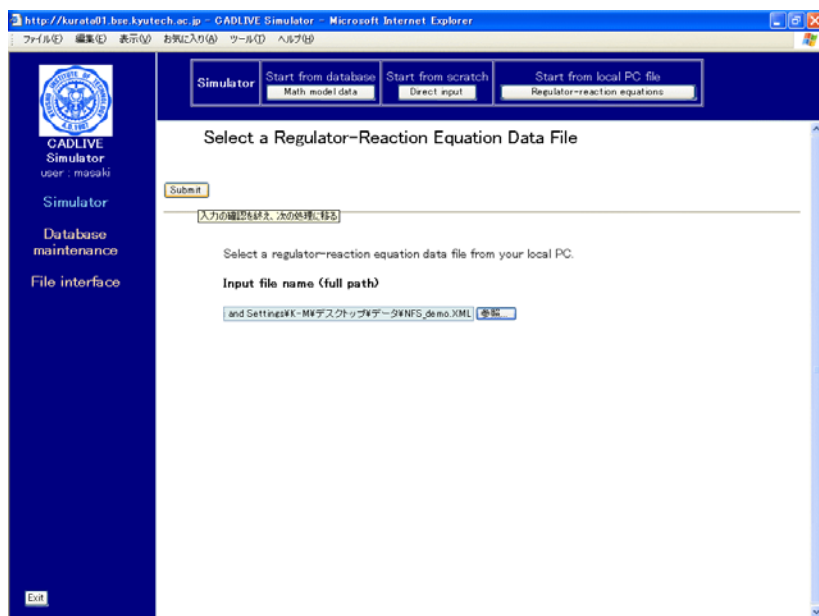 http://kurata01.bse.kyutech.ac.jp - CADLIVE Simulator - Microsoft Internet Explorer
ファイル(F) 編集(E) 表示(V) お気に入り(A) ツール(T) ヘルプ(H)
Simulator
Start from database
Math model data
Start from scratch
Direct input
Start from local PC file
Regulator-reaction equations
CADLIVE
Simulator
user : masaki
Simulator
Database
maintenance
File interface
Exit
Select a Regulator-Reaction Equation Data File
Submit
入力の確認を終え、次の処理に移る
Select a regulator-reaction equation data file from your local PC.
Input file name (full path)
and Settings¥K-M¥デスクトップ¥データ¥NFS_demo.XML
参照...